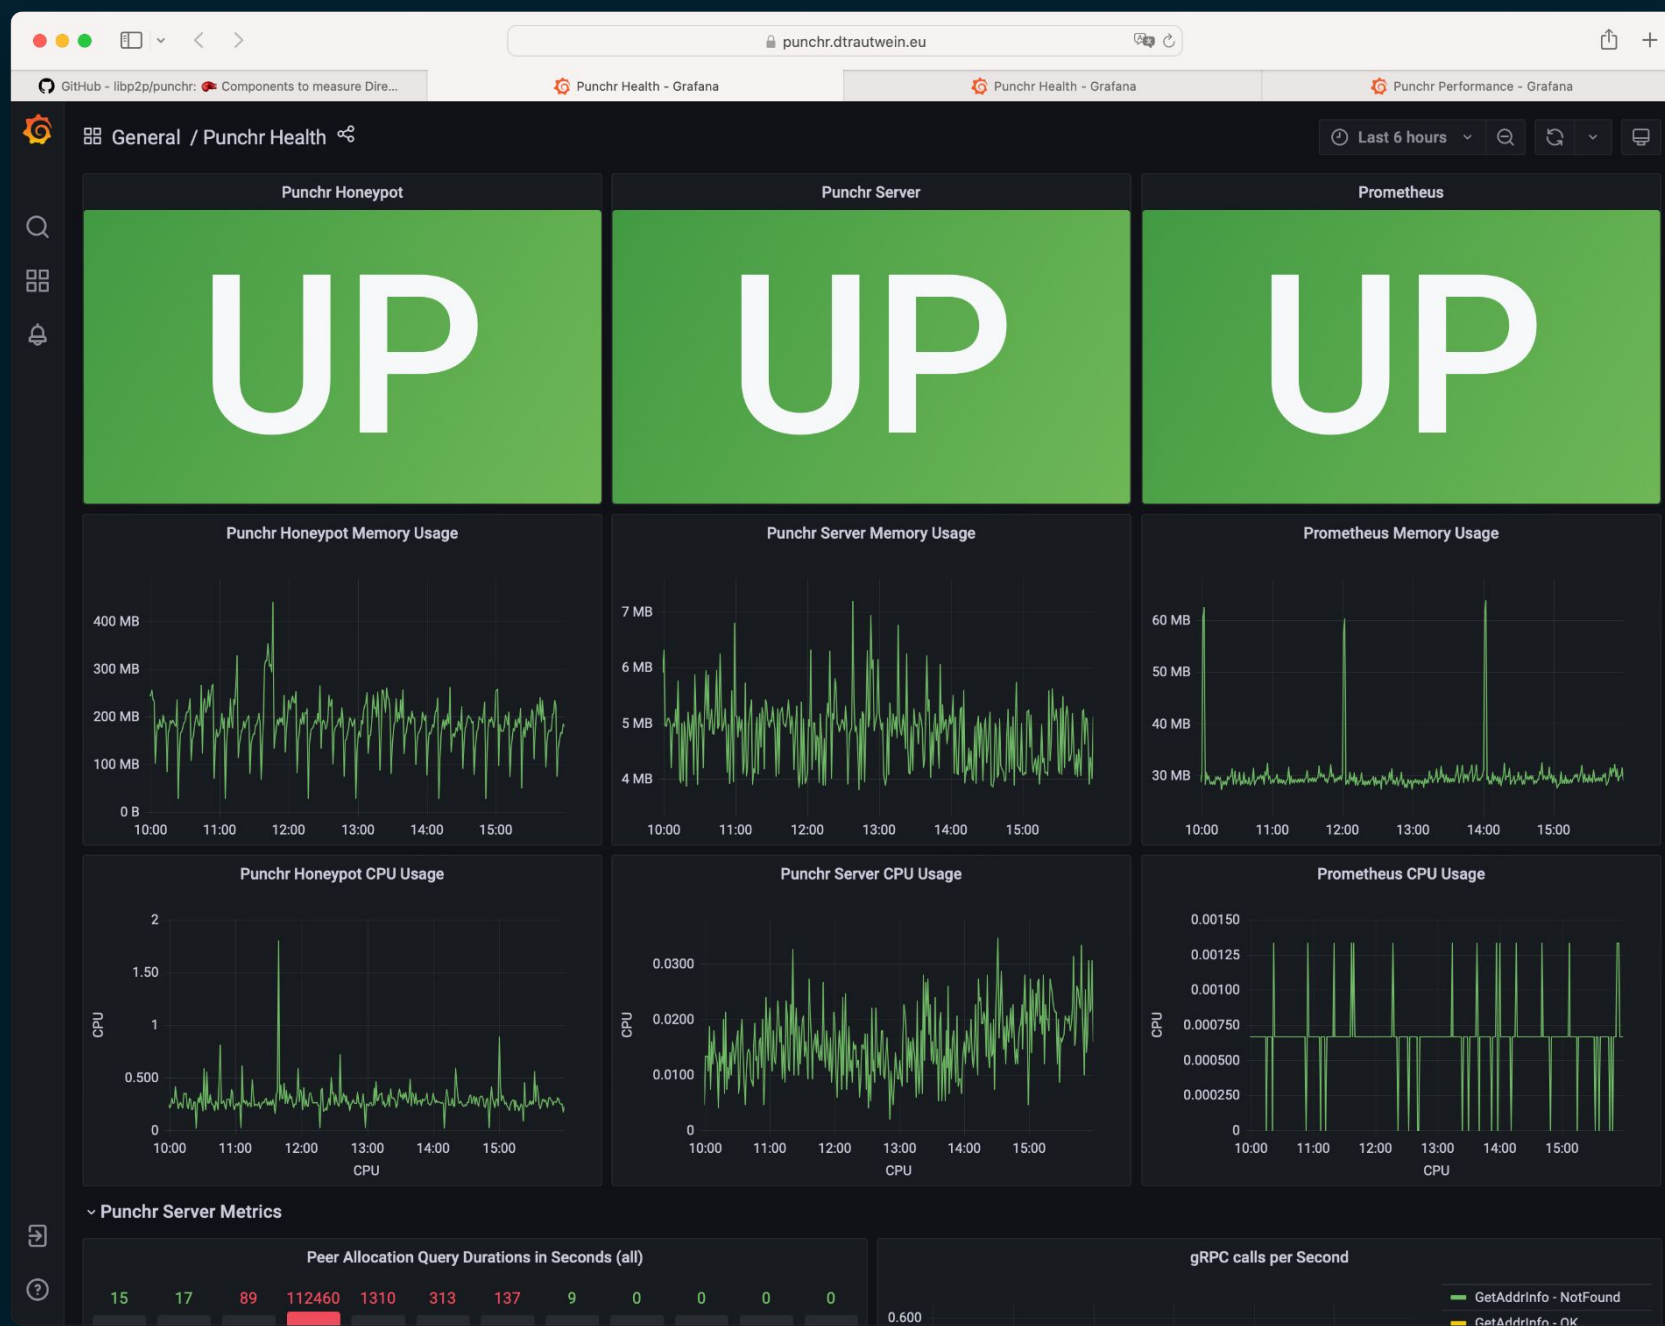 punchr.dtrautwein.eu
GitHub - libp2p/punchr: 🥊 Components to measure Dire...
Punchr Health - Grafana
Punchr Health - Grafana
Punchr Performance - Grafana
General / Punchr Health
Last 6 hours
Punchr Honeypot
Punchr Server
Prometheus
UP
UP
UP
Punchr Honeypot Memory Usage
400 MB
300 MB
200 MB
100 MB
0 B
10:00 11:00 12:00 13:00 14:00 15:00
Punchr Server Memory Usage
7 MB
6 MB
5 MB
4 MB
10:00 11:00 12:00 13:00 14:00 15:00
Prometheus Memory Usage
60 MB
50 MB
40 MB
30 MB
10:00 11:00 12:00 13:00 14:00 15:00
Punchr Honeypot CPU Usage
2
1.50
1
0.500
0
CPU
10:00 11:00 12:00 13:00 14:00 15:00
CPU
Punchr Server CPU Usage
0.0300
0.0200
0.0100
0
CPU
10:00 11:00 12:00 13:00 14:00 15:00
CPU
Prometheus CPU Usage
0.00150
0.00125
0.00100
0.000750
0.000500
0.000250
0
CPU
10:00 11:00 12:00 13:00 14:00 15:00
CPU
Punchr Server Metrics
Peer Allocation Query Durations in Seconds (all)
15 17 89 112460 1310 313 137 9 0 0 0 0
gRPC calls per Second
0.600
GetAddrInfo - NotFound
GetAddrInfo - OK